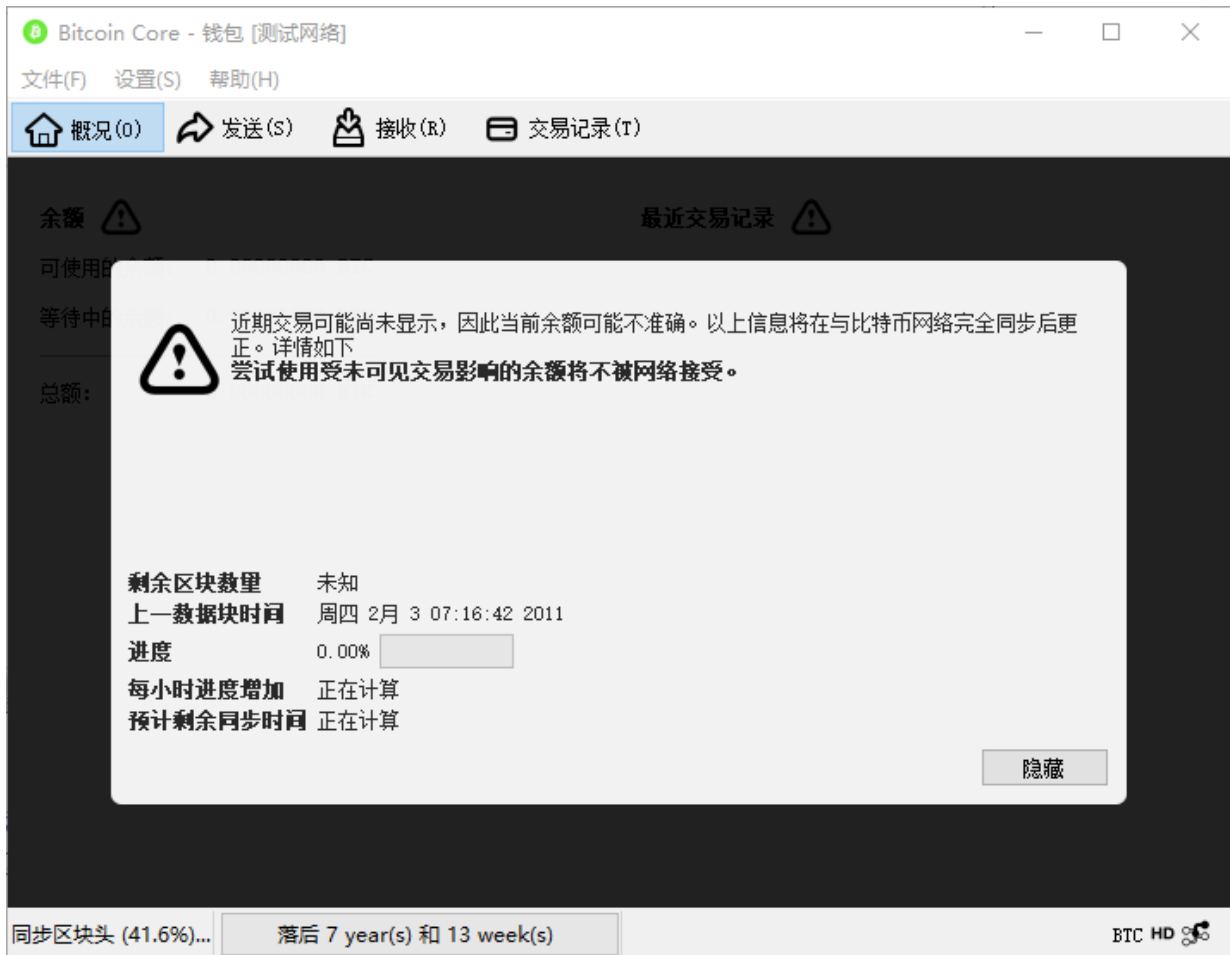 Bitcoin Core - 钱包 [测试网络]
文件(F) 设置(S) 帮助(H)
概况(O) 发送(S) 接收(R) 交易记录(T)
余额 最近交易记录
可使用的
等待中的
近期交易可能尚未显示，因此当前余额可能不准确。以上信息将在与比特币网络完全同步后更
正。详情如下
尝试使用受未可见交易影响的余额将不被网络接受。
总额：
剩余区块数量 未知
上一数据块时间 周四 2月 3 07:16:42 2011
进度 0.00%
每小时进度增加 正在计算
预计剩余同步时间 正在计算
隐藏
同步区块头 (41.6%)... 落后 7 year(s) 和 13 week(s) BTC HD